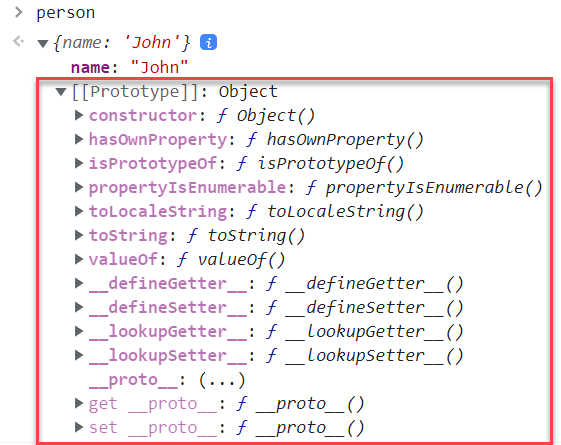 > person
{name: 'John'} i
name: "John"
[[Prototype]]: Object
constructor: ƒ Object()
hasOwnProperty: ƒ hasOwnProperty()
isPrototypeOf: ƒ isPrototypeOf()
propertyIsEnumerable: ƒ propertyIsEnumerable()
toLocaleString: ƒ toLocaleString()
toString: ƒ toString()
valueOf: ƒ valueOf()
__defineGetter__: ƒ __defineGetter__()
__defineSetter__: ƒ __defineSetter__()
__lookupGetter__: ƒ __lookupGetter__()
__lookupSetter__: ƒ __lookupSetter__()
__proto__: (...)
get __proto__: ƒ __proto__()
set __proto__: ƒ __proto__()